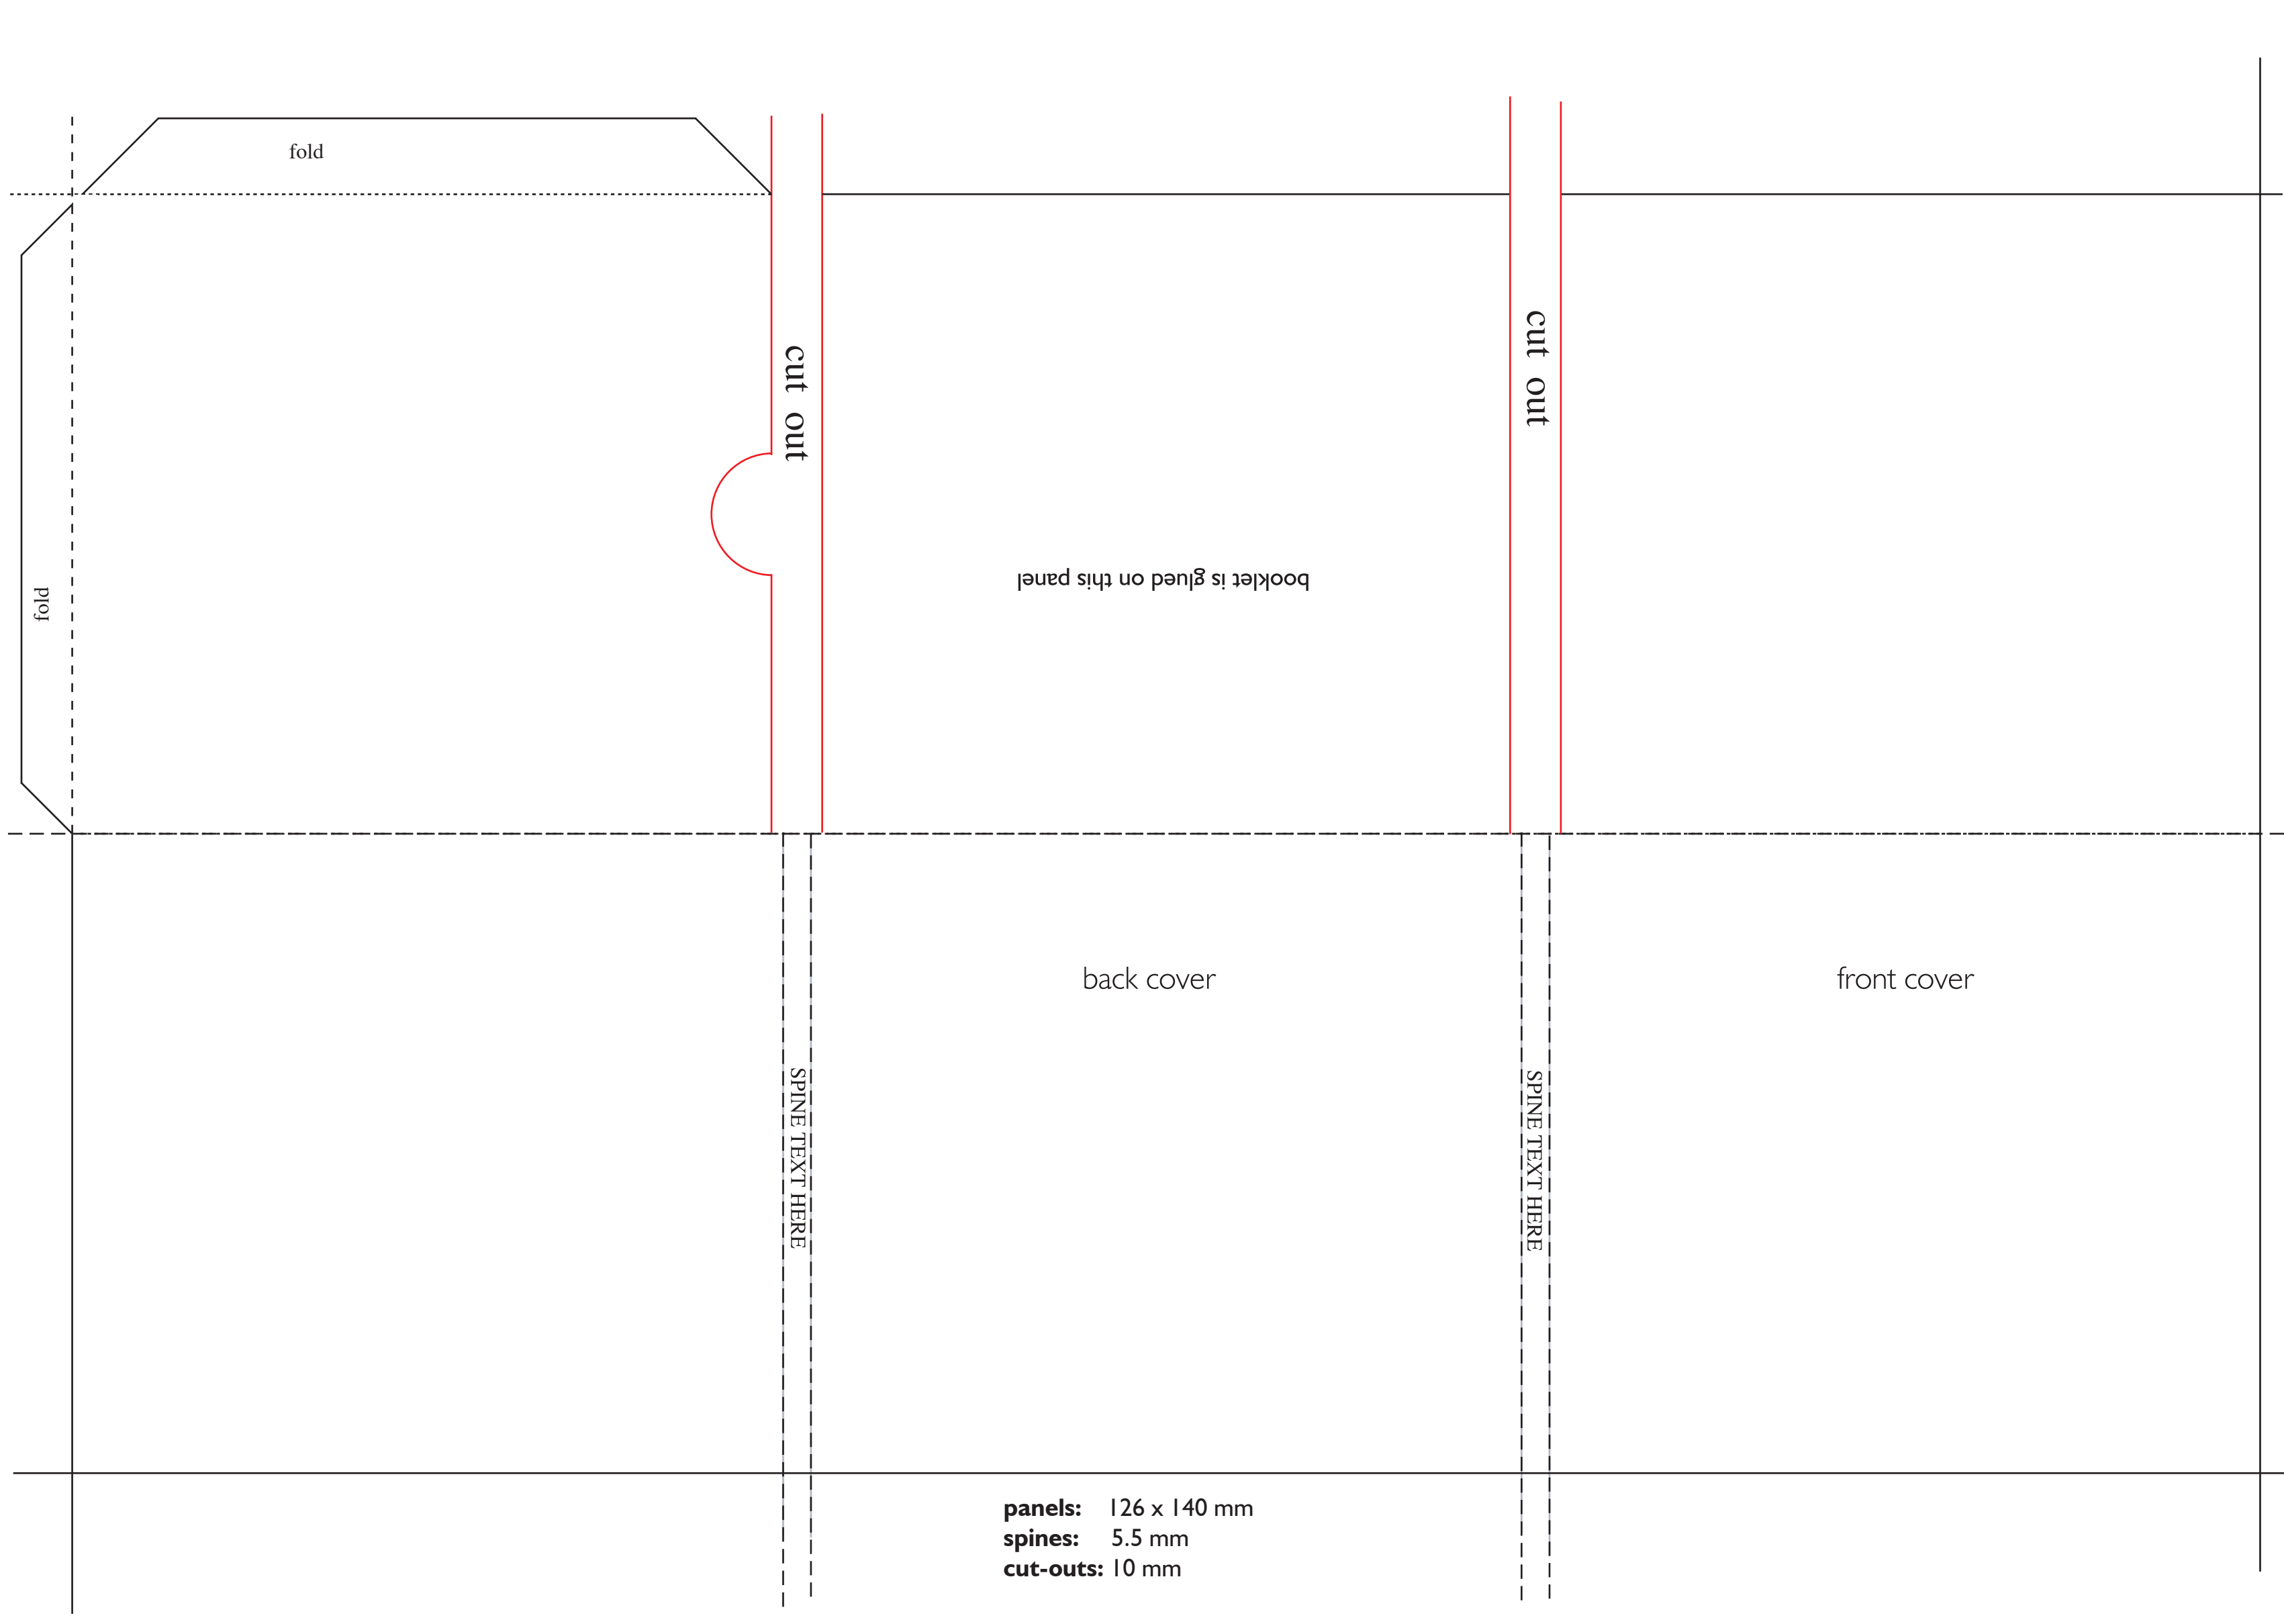 fold
cut out
cut out
booklet is glued on this panel
fold
back cover
front cover
SPINE TEXT HERE
SPINE TEXT HERE
panels: 126 x 140 mm
spines: 5.5 mm
cut-outs: 10 mm